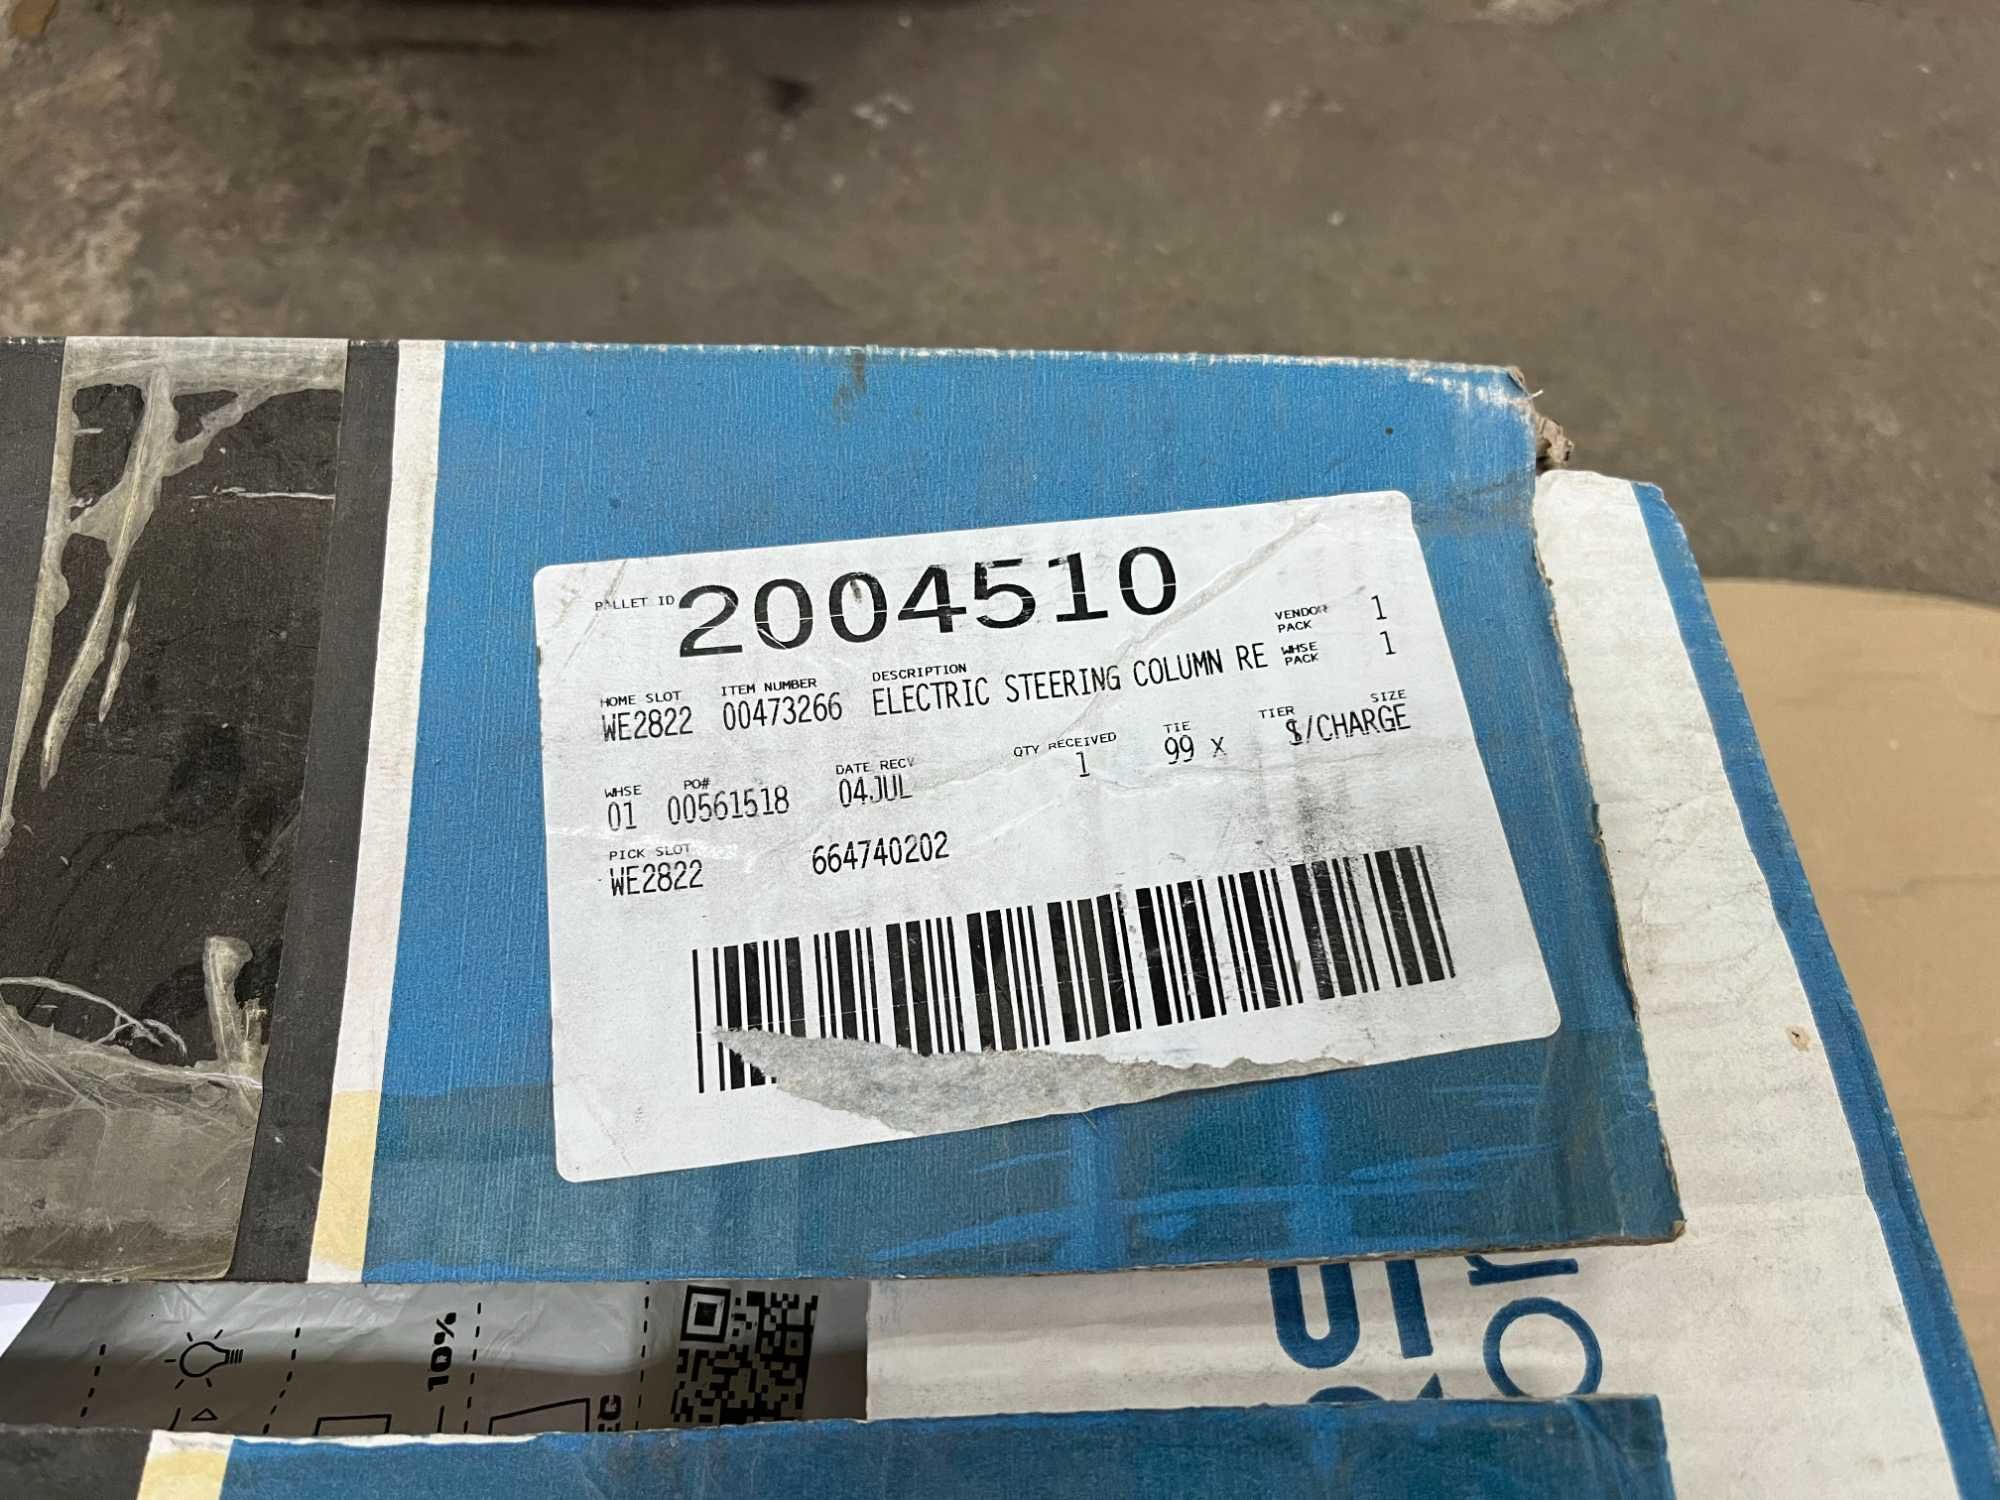 PALLET ID 2004510
VENDOR PACK 1
HOME SLOT ITEM NUMBER DESCRIPTION WHSE PACK 1
WE2822 00473266 ELECTRIC STEERING COLUMN RE
WHSE PO# DATE RECV QTY RECEIVED TIE TIER SIZE
01 00561518 04JUL 1 99 X $/CHARGE
PICK SLOT
WE2822 664740202
10%